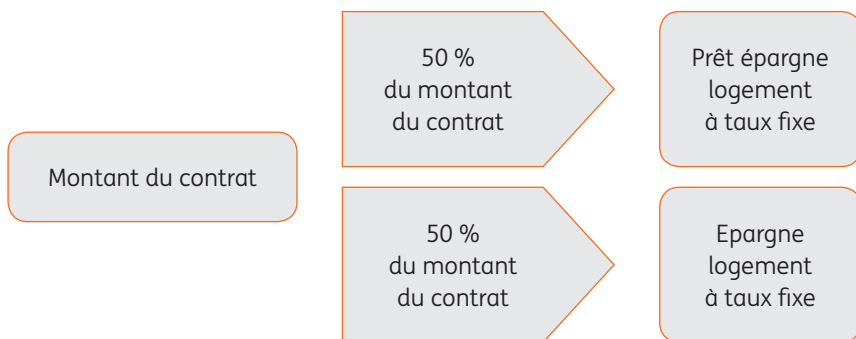 Montant du contrat
50 %
du montant
du contrat
Prêt épargne
logement
à taux fixe
50 %
du montant
du contrat
Epargne
logement
à taux fixe